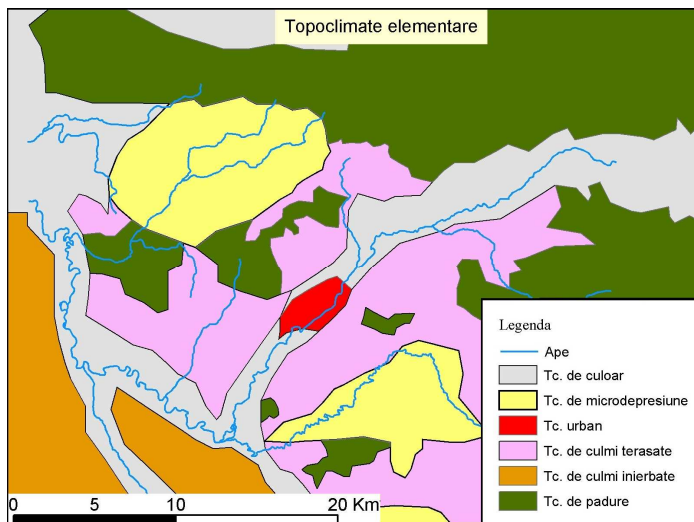 Topoclimate elementare
Legenda
Ape
Tc. de culoar
Tc. de microdepresiune
Tc. urban
Tc. de culmi terasate
Tc. de culmi inierbate
Tc. de padure
0 5 10 20 Km